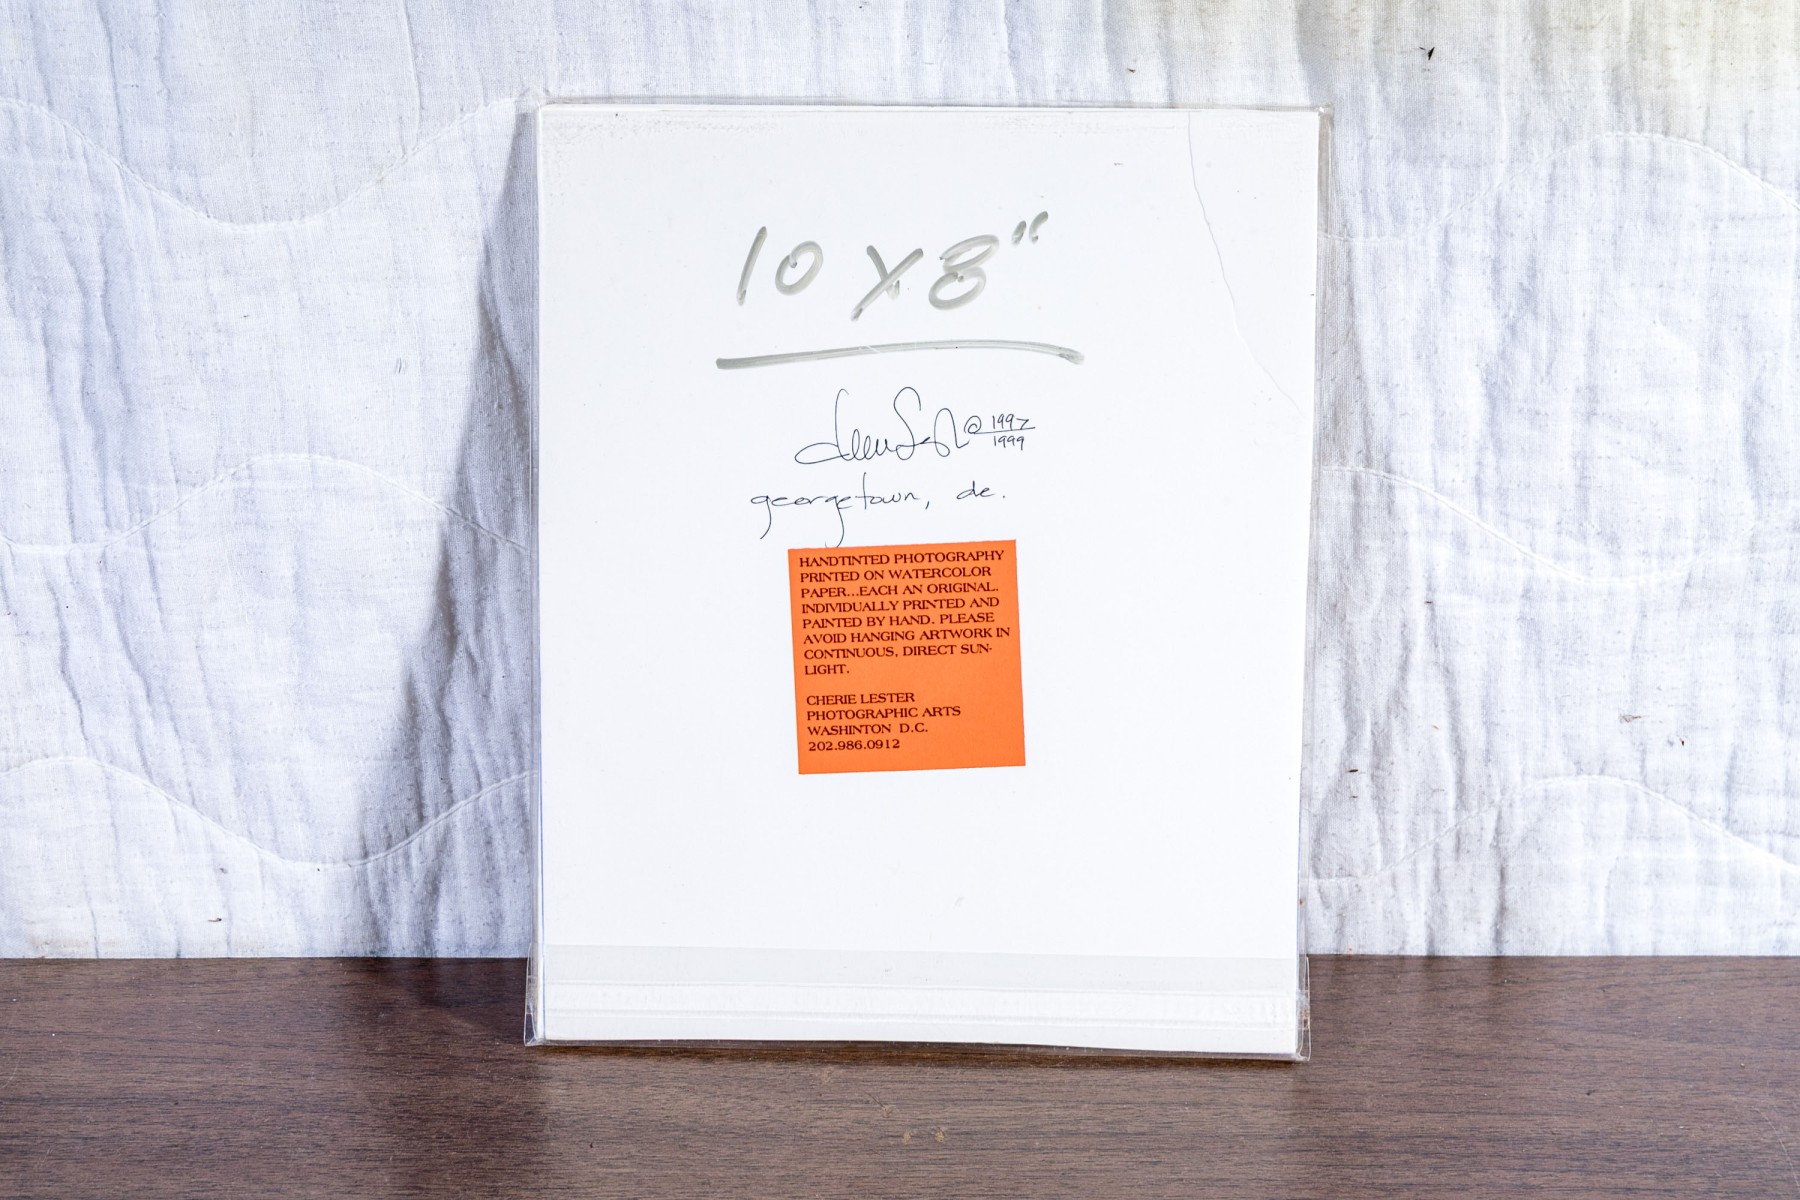 10 x 8"
© 1997
1999
georgetown, de.
HANDTINTED PHOTOGRAPHY
PRINTED ON WATERCOLOR
PAPER...EACH AN ORIGINAL.
INDIVIDUALLY PRINTED AND
PAINTED BY HAND. PLEASE
AVOID HANGING ARTWORK IN
CONTINUOUS, DIRECT SUN-
LIGHT.
CHERIE LESTER
PHOTOGRAPHIC ARTS
WASHINTON D.C.
202.986.0912